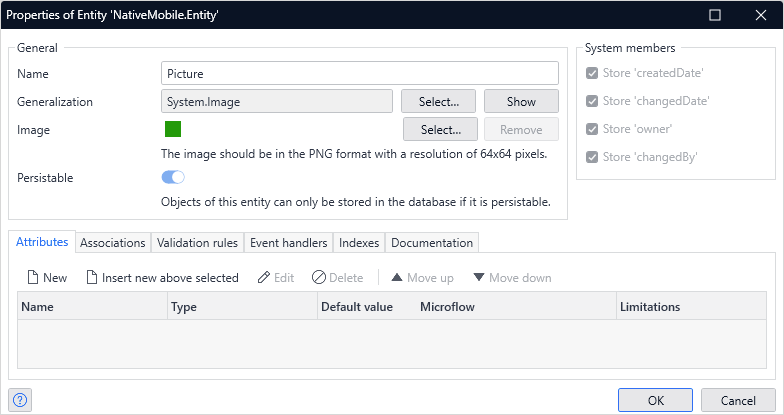 Properties of Entity 'NativeMobile.Entity'
General
Name
Picture
Generalization
System.Image
Select...
Show
Image
Select...
Remove
The image should be in the PNG format with a resolution of 64x64 pixels.
Persistable
Objects of this entity can only be stored in the database if it is persistable.
System members
Store 'createdDate'
Store 'changedDate'
Store 'owner'
Store 'changedBy'
Attributes
Associations
Validation rules
Event handlers
Indexes
Documentation
New
Insert new above selected
Edit
Delete
Move up
Move down
Name
Type
Default value
Microflow
Limitations
?
OK
Cancel